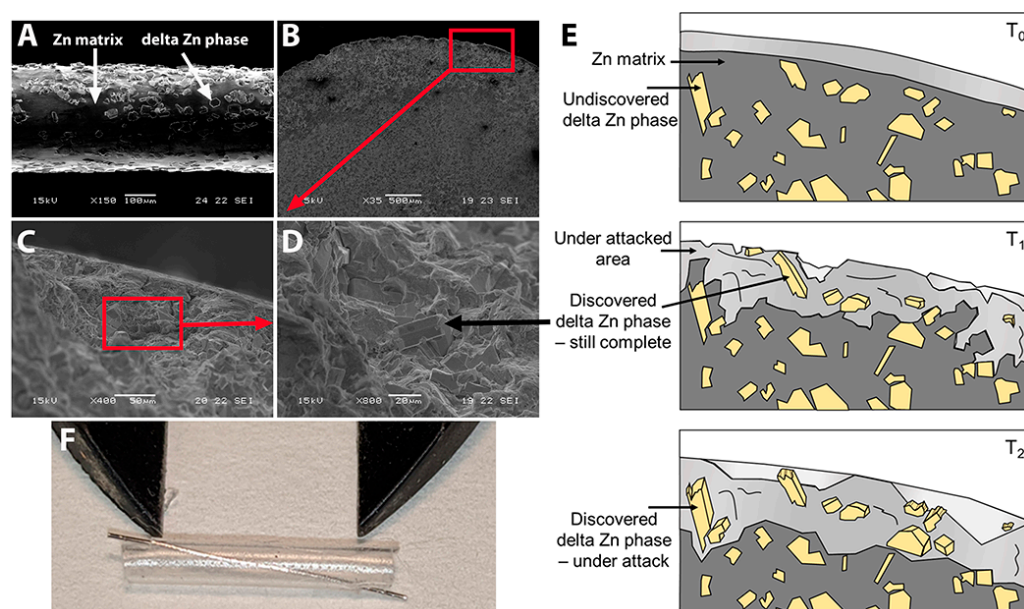 A
Zn matrix
delta Zn phase
15kV X150 100µm 24 22 SEI
B
15kV X35 500µm 19 23 SEI
C
15kV X400 50µm 20 22 SEI
D
15kV X800 20µm 19 22 SEI
E
T0
Zn matrix
Undiscovered
delta Zn phase
T1
Under attacked
area
Discovered
delta Zn phase
– still complete
T2
Discovered
delta Zn phase
– under attack
F